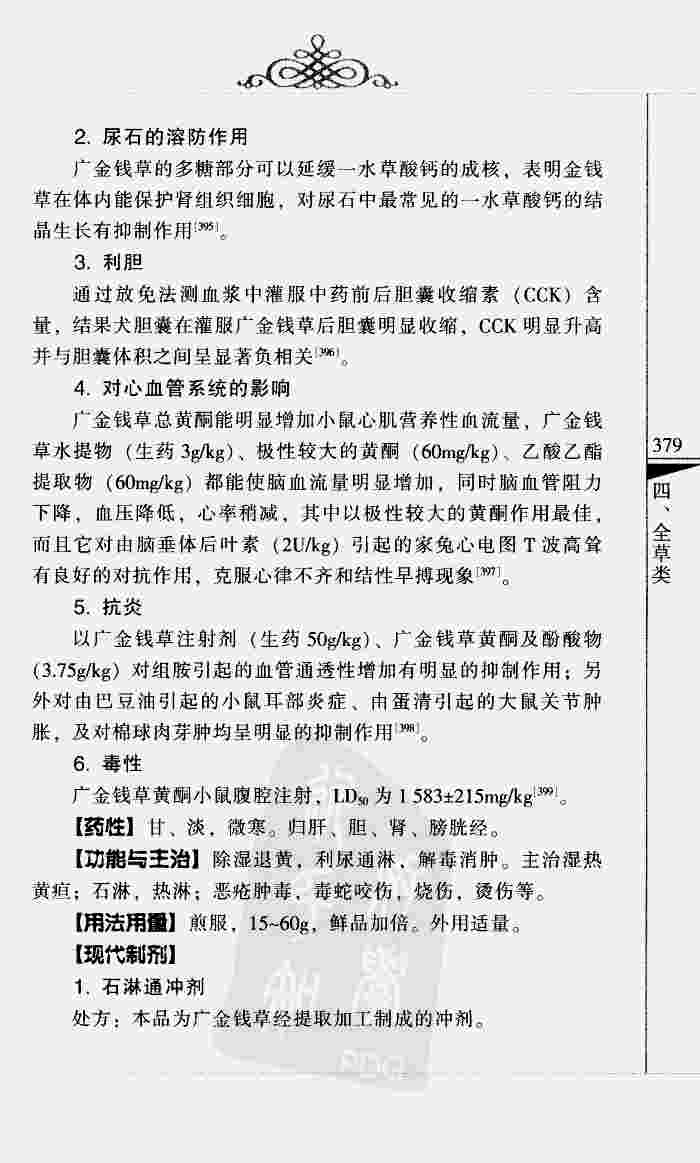 2. 尿石的溶防作用
广金钱草的多糖部分可以延缓一水草酸钙的成核，表明金钱
草在体内能保护肾组织细胞，对尿石中最常见的一水草酸钙的结
晶生长有抑制作用[395]。
3. 利胆
通过放免法测血浆中灌服中药前后胆囊收缩素（CCK）含
量，结果犬胆囊在灌服广金钱草后胆囊明显收缩，CCK 明显升高
并与胆囊体积之间呈显著负相关[396]。
4. 对心血管系统的影响
广金钱草总黄酮能明显增加小鼠心肌营养性血流量，广金钱
草水提物（生药 3g/kg）、极性较大的黄酮（60mg/kg）、乙酸乙酯
提取物（60mg/kg）都能使脑血流量明显增加，同时脑血管阻力
下降，血压降低，心率稍减，其中以极性较大的黄酮作用最佳，
而且它对由脑垂体后叶素（2U/kg）引起的家兔心电图 T 波高耸
有良好的对抗作用，克服心律不齐和结性早搏现象[397]。
5. 抗炎
以广金钱草注射剂（生药 50g/kg）、广金钱草黄酮及酚酸物
（3.75g/kg）对组胺引起的血管通透性增加有明显的抑制作用；另
外对由巴豆油引起的小鼠耳部炎症、由蛋清引起的大鼠关节肿
胀，及对棉球肉芽肿均呈明显的抑制作用[398]。
6. 毒性
广金钱草黄酮小鼠腹腔注射，LD50 为 1 583±215mg/kg[399]。
【药性】甘、淡，微寒。归肝、胆、肾、膀胱经。
【功能与主治】除湿退黄，利尿通淋，解毒消肿。主治湿热
黄疸；石淋，热淋；恶疮肿毒，毒蛇咬伤，烧伤，烫伤等。
【用法用量】煎服，15~60g，鲜品加倍。外用适量。
【现代制剂】
1. 石淋通冲剂
处方：本品为广金钱草经提取加工制成的冲剂。
379
四、全草类
PDG